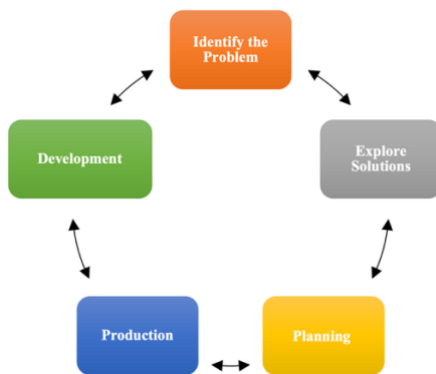 Identify the
Problem
Development
Explore
Solutions
Production
Planning